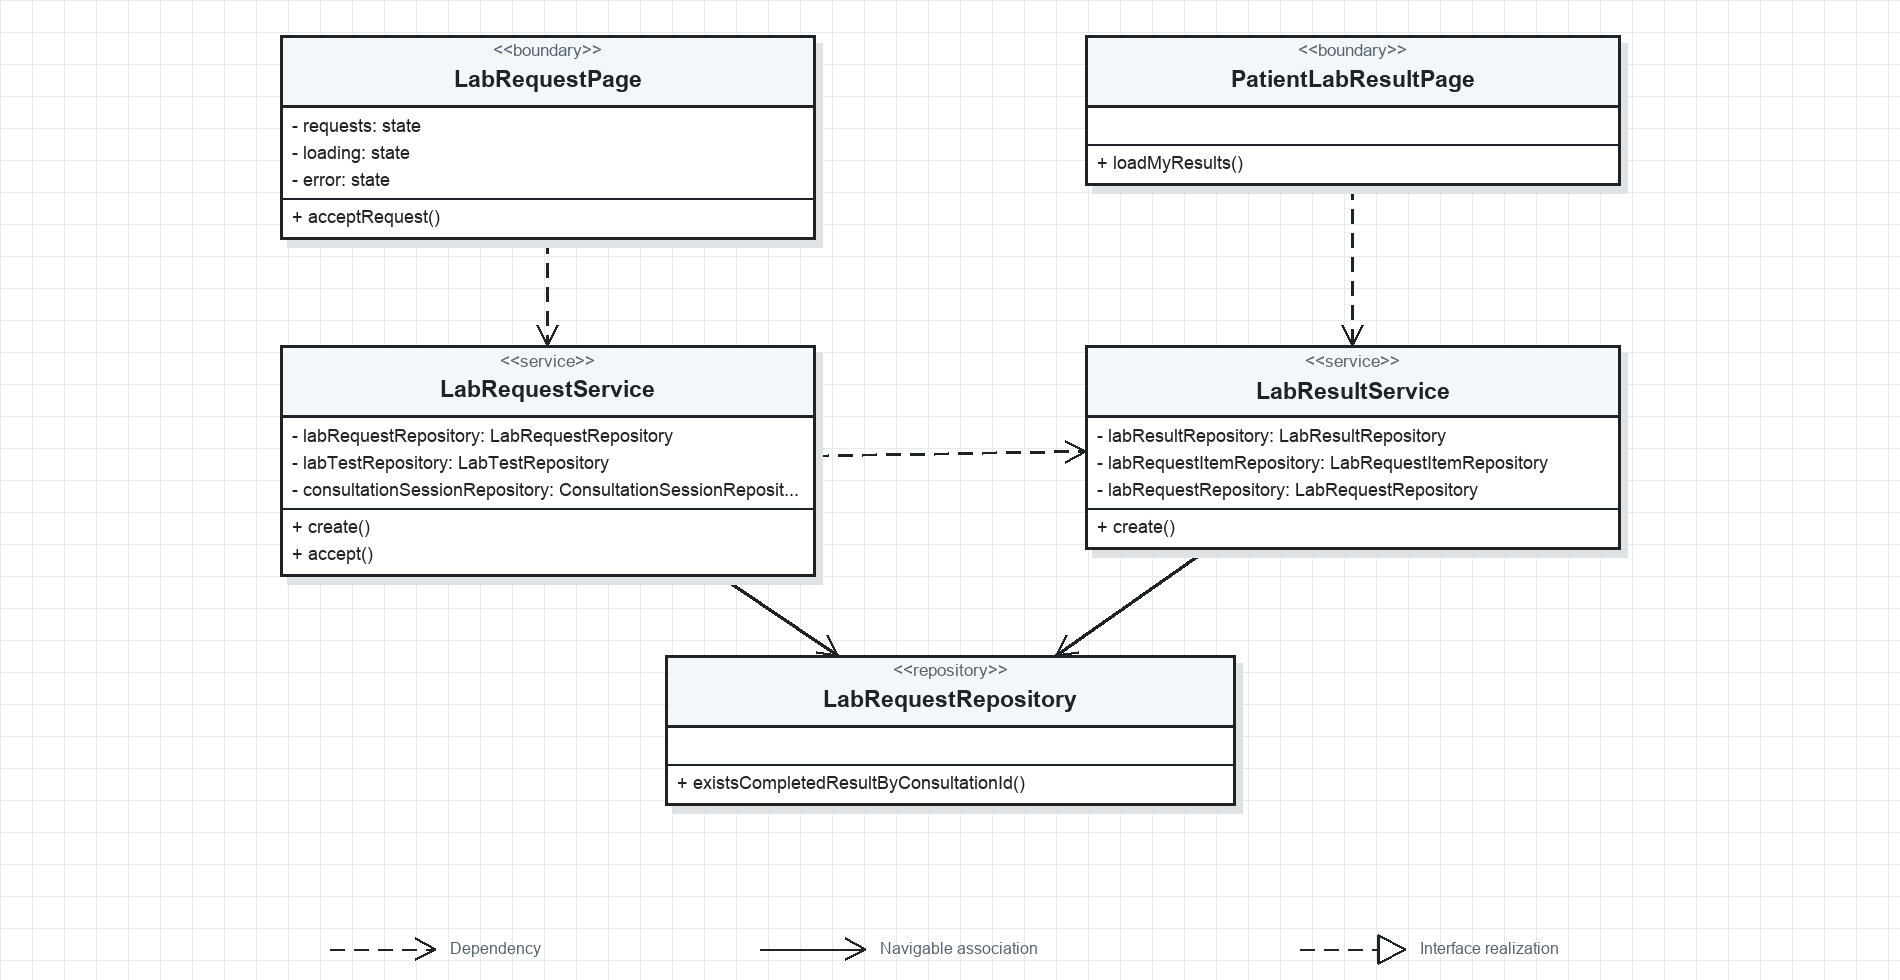 <<boundary>>
LabRequestPage
- requests: state
- loading: state
- error: state
+ acceptRequest()
<<boundary>>
PatientLabResultPage
+ loadMyResults()
<<service>>
LabRequestService
- labRequestRepository: LabRequestRepository
- labTestRepository: LabTestRepository
- consultationSessionRepository: ConsultationSessionReposit...
+ create()
+ accept()
<<service>>
LabResultService
- labResultRepository: LabResultRepository
- labRequestItemRepository: LabRequestItemRepository
- labRequestRepository: LabRequestRepository
+ create()
<<repository>>
LabRequestRepository
+ existsCompletedResultByConsultationId()
Dependency
Navigable association
Interface realization